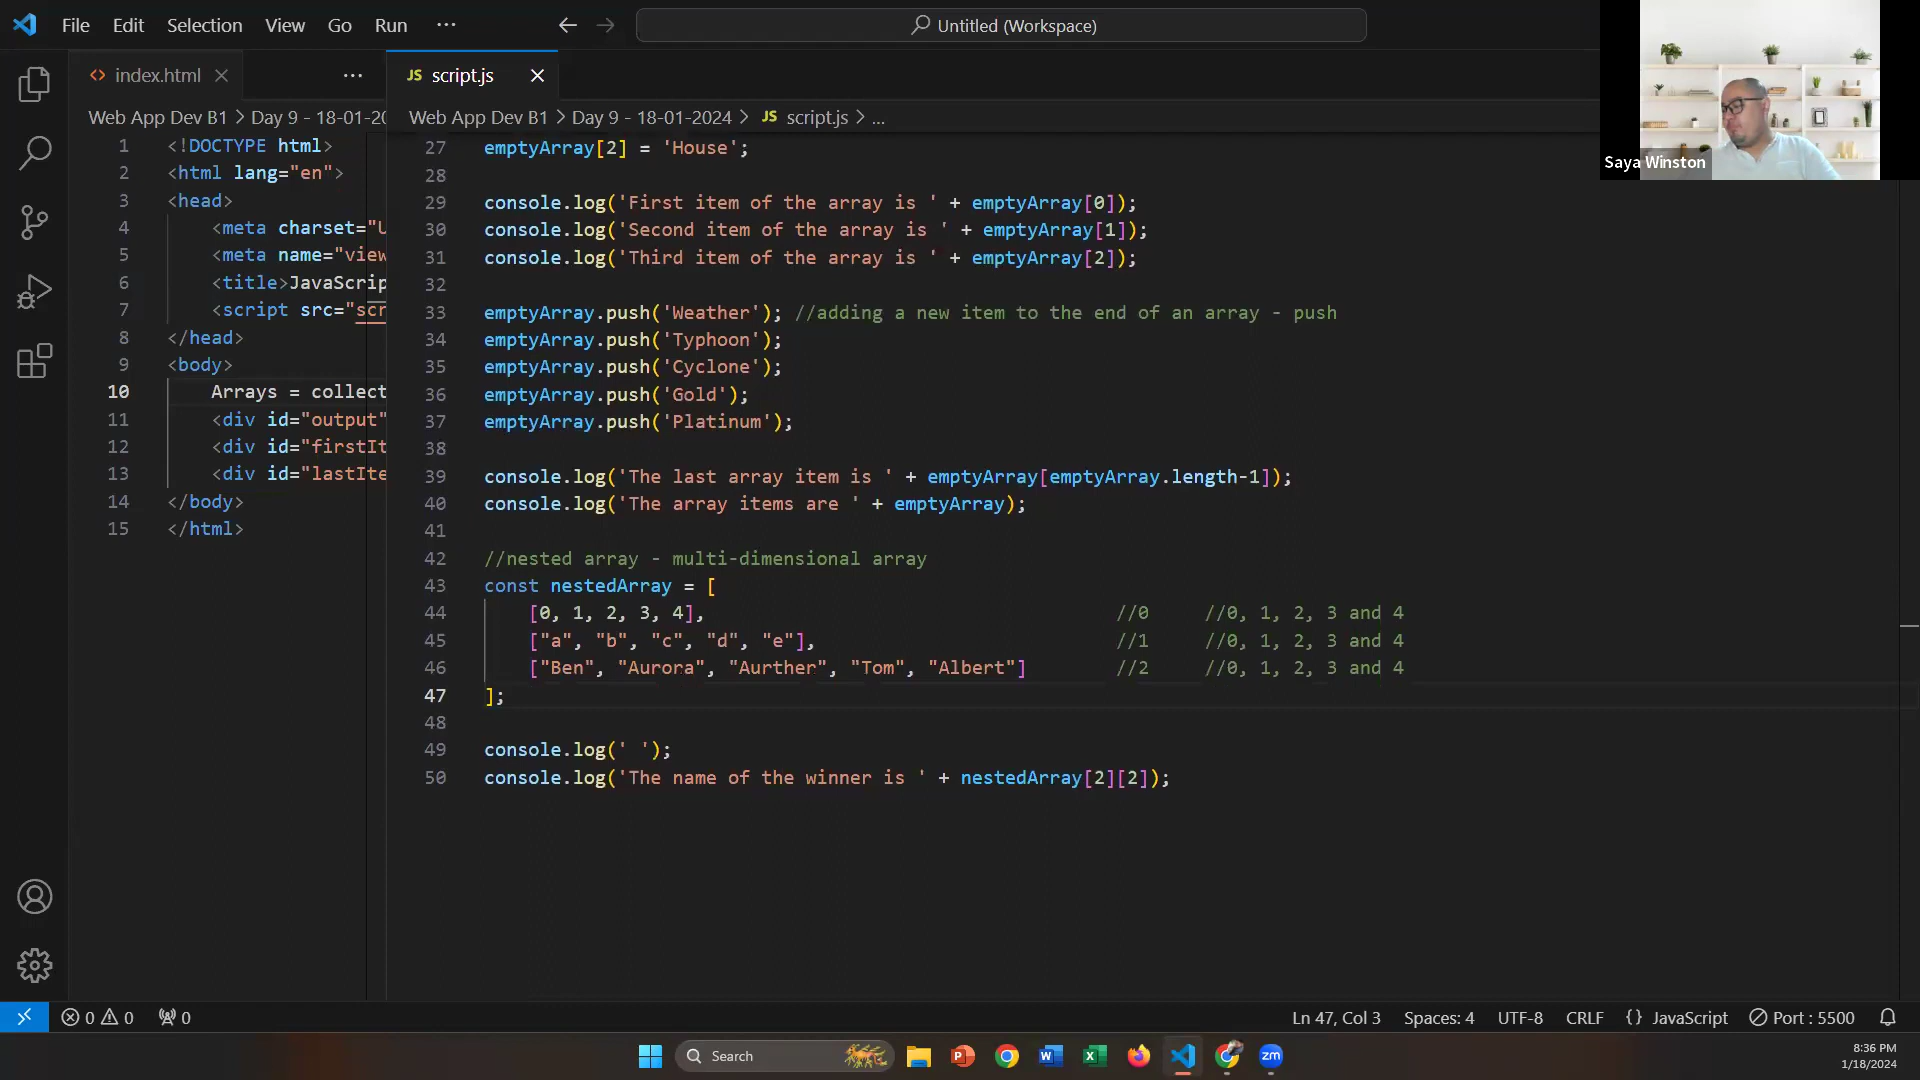 File Edit Selection View Go Run ···
Untitled (Workspace)
index.html
JS script.js
Web App Dev B1 > Day 9 - 18-01-20
Web App Dev B1 > Day 9 - 18-01-2024 > JS script.js > ...
Saya Winston
1 <!DOCTYPE html>
2 <html lang="en">
3 <head>
4 <meta charset="U
5 <meta name="view
6 <title>JavaScrip
7 <script src="scr
8 </head>
9 <body>
10 Arrays = collect
11 <div id="output"
12 <div id="firstIt
13 <div id="lastIte
14 </body>
15 </html>
27 emptyArray[2] = 'House';
28
29 console.log('First item of the array is ' + emptyArray[0]);
30 console.log('Second item of the array is ' + emptyArray[1]);
31 console.log('Third item of the array is ' + emptyArray[2]);
32
33 emptyArray.push('Weather'); //adding a new item to the end of an array - push
34 emptyArray.push('Typhoon');
35 emptyArray.push('Cyclone');
36 emptyArray.push('Gold');
37 emptyArray.push('Platinum');
38
39 console.log('The last array item is ' + emptyArray[emptyArray.length-1]);
40 console.log('The array items are ' + emptyArray);
41
42 //nested array - multi-dimensional array
43 const nestedArray = [
44 [0, 1, 2, 3, 4], //0 //0, 1, 2, 3 and 4
45 ["a", "b", "c", "d", "e"], //1 //0, 1, 2, 3 and 4
46 ["Ben", "Aurora", "Aurther", "Tom", "Albert"] //2 //0, 1, 2, 3 and 4
47 ];
48
49 console.log(' ');
50 console.log('The name of the winner is ' + nestedArray[2][2]);
0 0 0
Ln 47, Col 3 Spaces: 4 UTF-8 CRLF {} JavaScript Port : 5500
Search
zm
8:36 PM
1/18/2024